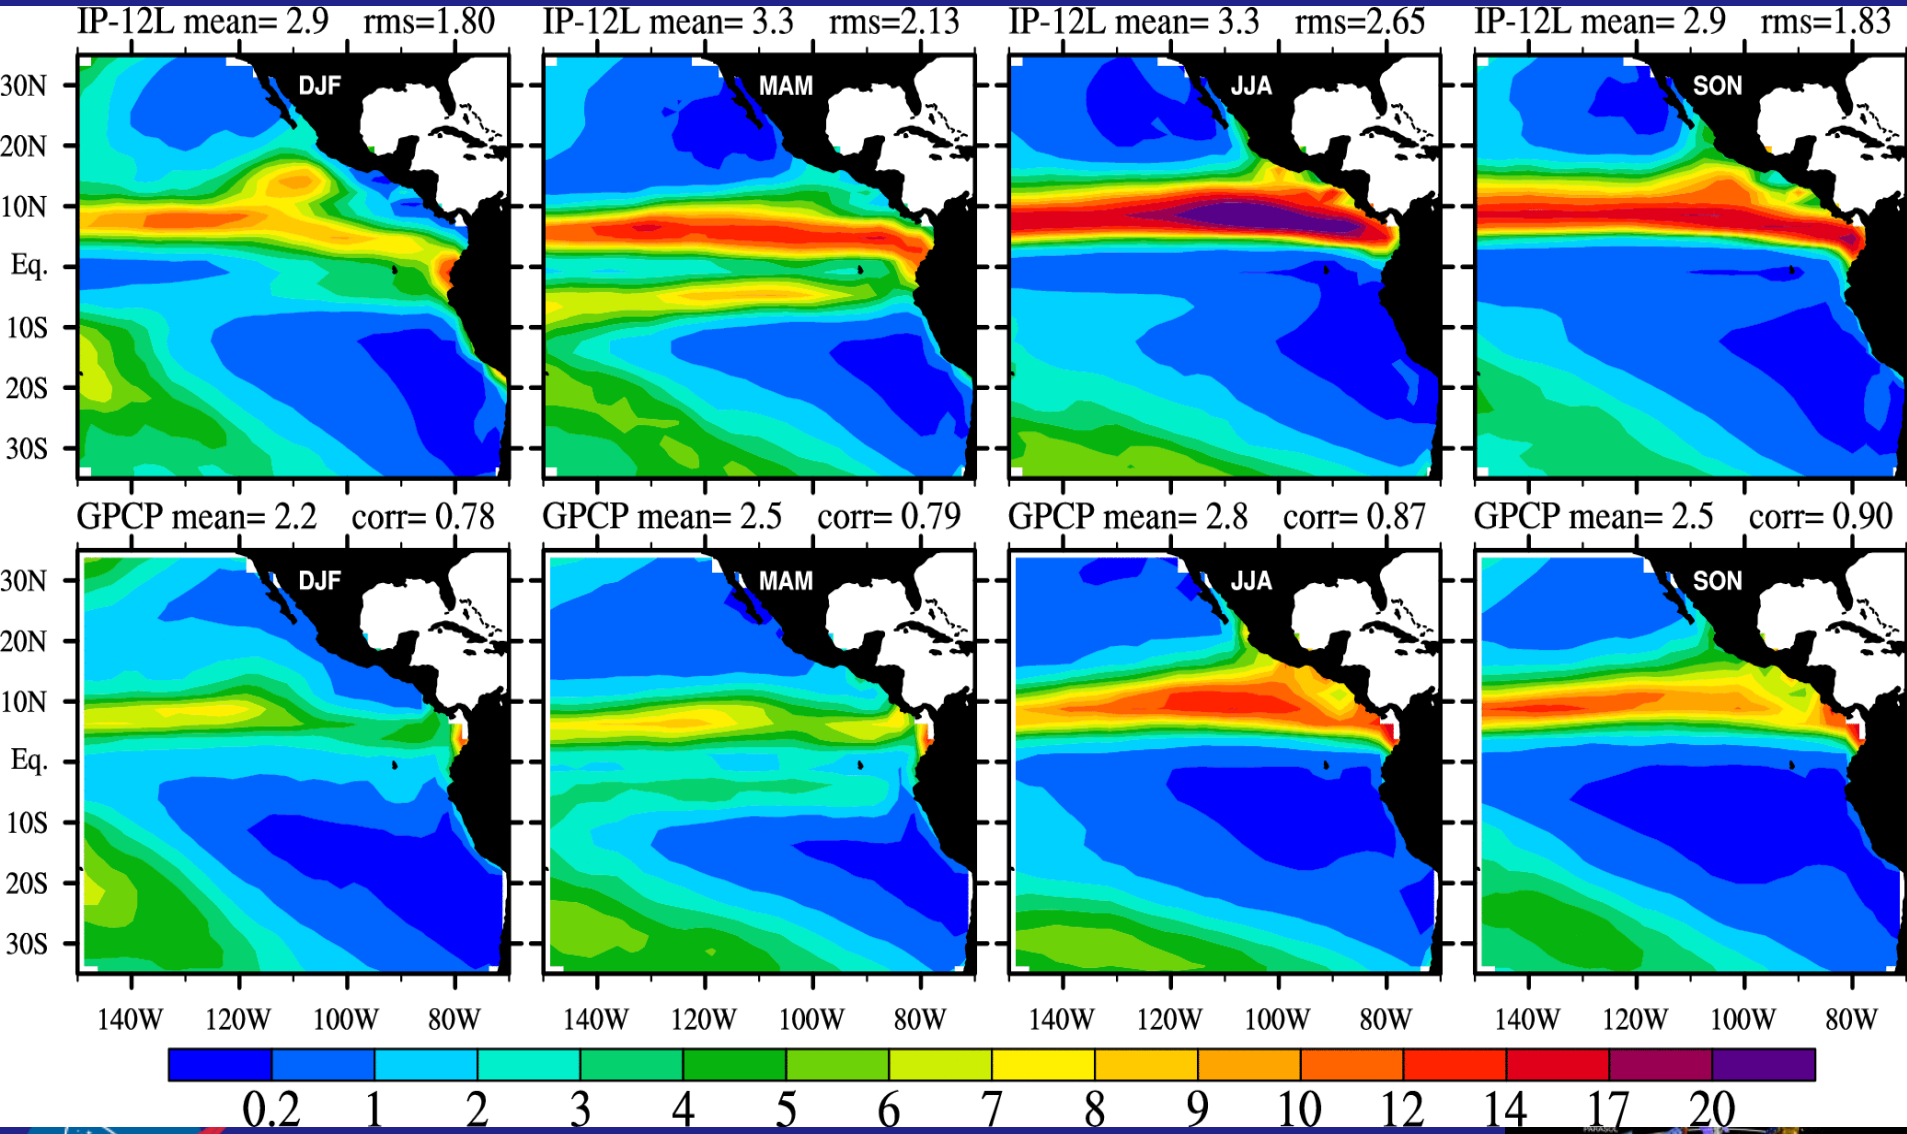 IP-12L mean= 2.9 rms=1.80 IP-12L mean= 3.3 rms=2.13 IP-12L mean= 3.3 rms=2.65 IP-12L mean= 2.9 rms=1.83
30N DJF MAM JJA SON
20N
10N
Eq.
10S
20S
30S
GPCP mean= 2.2 corr= 0.78 GPCP mean= 2.5 corr= 0.79 GPCP mean= 2.8 corr= 0.87 GPCP mean= 2.5 corr= 0.90
30N DJF MAM JJA SON
20N
10N
Eq.
10S
20S
30S
140W 120W 100W 80W 140W 120W 100W 80W 140W 120W 100W 80W 140W 120W 100W 80W
0.2 1 2 3 4 5 6 7 8 9 10 12 14 17 20
PARASOL